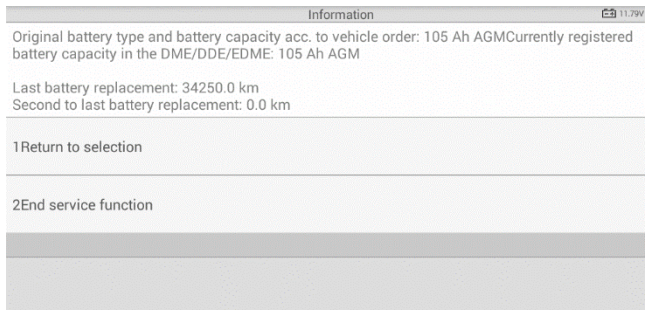 Information
11.79V
Original battery type and battery capacity acc. to vehicle order: 105 Ah AGMCurrently registered
battery capacity in the DME/DDE/EDME: 105 Ah AGM
Last battery replacement: 34250.0 km
Second to last battery replacement: 0.0 km
1Return to selection
2End service function